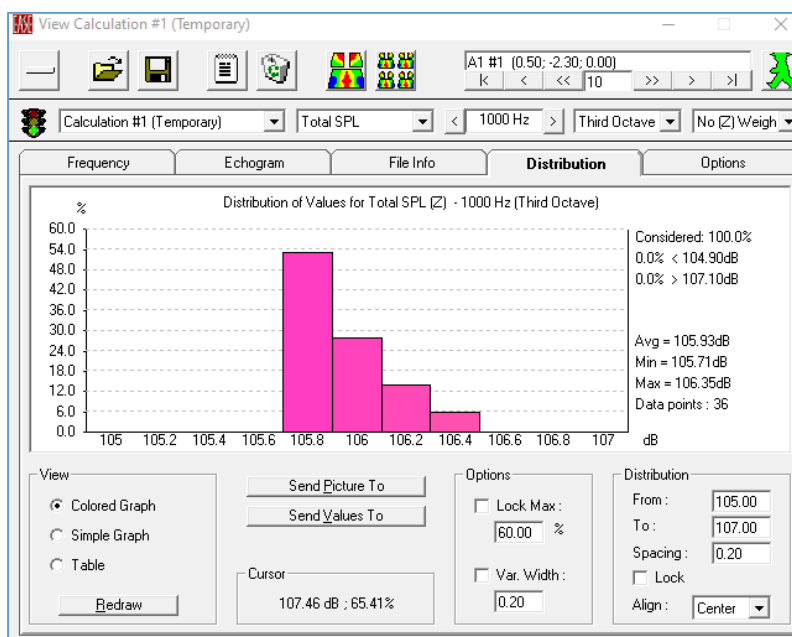 EASE View Calculation #1 (Temporary)
A1 #1 (0.50; -2.30; 0.00)
|< < << 10 >> > >|
Calculation #1 (Temporary) Total SPL < 1000 Hz > Third Octave No (Z) Weigh
Frequency Echogram File Info Distribution Options
Distribution of Values for Total SPL (Z) - 1000 Hz (Third Octave)
%
60.0
54.0
48.0
42.0
36.0
30.0
24.0
18.0
12.0
6.0
0.0
105 105.2 105.4 105.6 105.8 106 106.2 106.4 106.6 106.8 107 dB
Considered: 100.0%
0.0% < 104.90dB
0.0% > 107.10dB
Avg = 105.93dB
Min = 105.71dB
Max = 106.35dB
Data points : 36
View
Colored Graph
Simple Graph
Table
Redraw
Send Picture To
Send Values To
Cursor
107.46 dB ; 65.41%
Options
Lock Max :
60.00 %
Var. Width :
0.20
Distribution
From : 105.00
To : 107.00
Spacing : 0.20
Lock
Align : Center